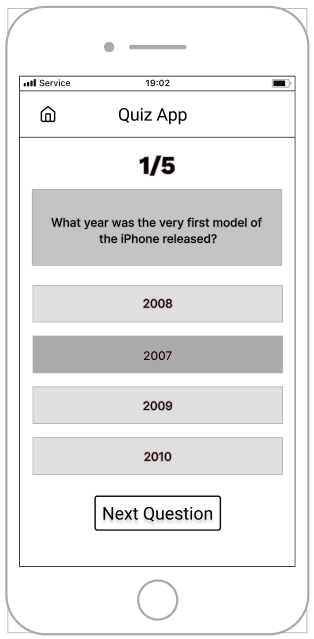 Service 19:02
Quiz App
1/5
What year was the very first model of
the iPhone released?
2008
2007
2009
2010
Next Question